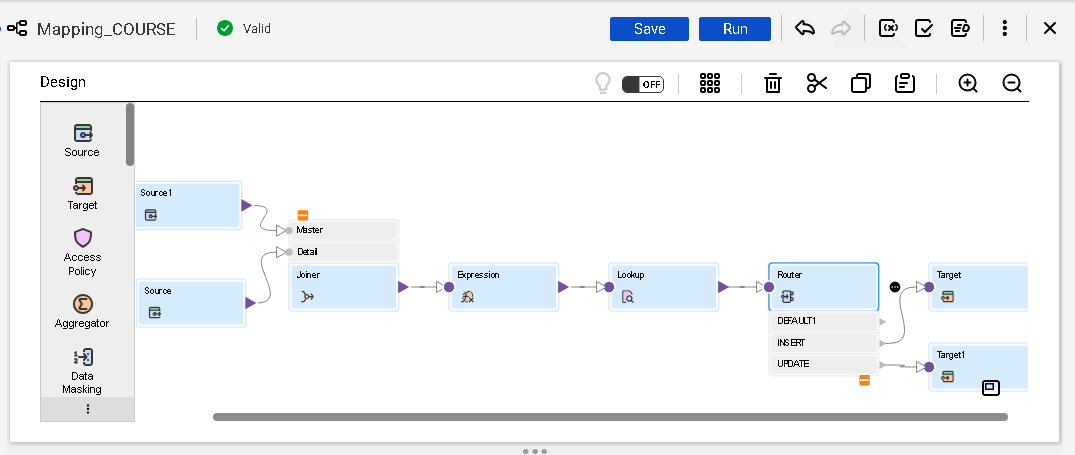 Mapping_COURSE
Valid
Save
Run
Design
OFF
Source
Target
Access
Policy
Aggregator
Data
Masking
Source1
Source
Master
Detail
Joiner
Expression
Lookup
Router
DEFAULT1
INSERT
UPDATE
Target
Target1